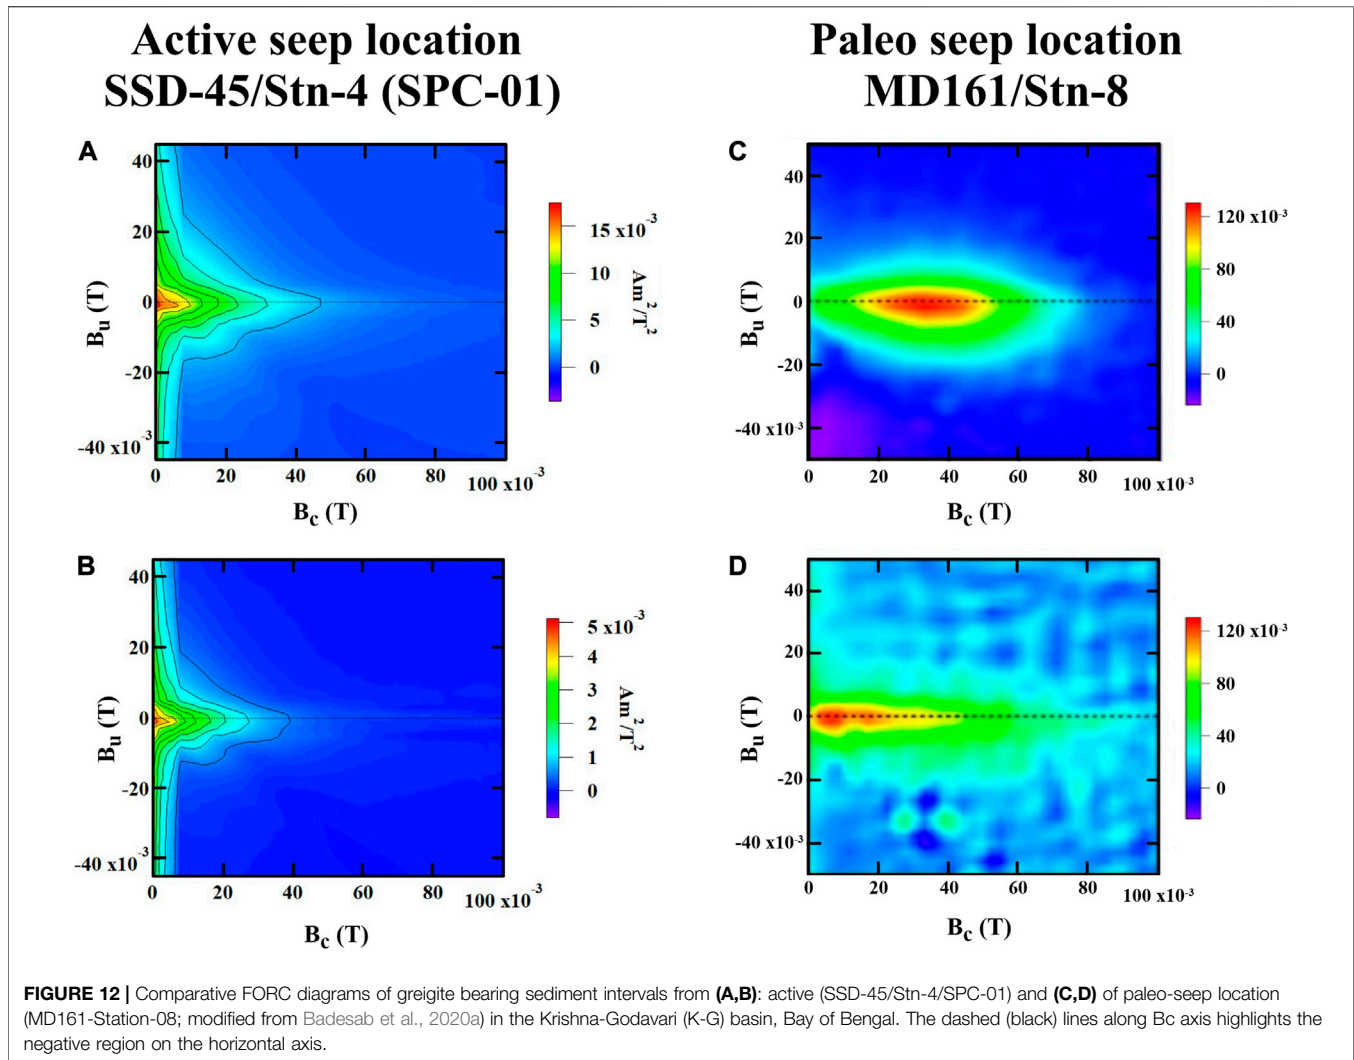 Active seep location
SSD-45/Stn-4 (SPC-01)
Paleo seep location
MD161/Stn-8
A
40
20
0
-20
-40 x10⁻³
Bu (T)
0 20 40 60 80 100 x10⁻³
Bc (T)
15 x10⁻³
10
5
0
Am²/T²
C
40
20
0
-20
-40 x10⁻³
Bu (T)
0 20 40 60 80 100 x10⁻³
Bc (T)
120 x10⁻³
80
40
0
B
40
20
0
-20
-40 x10⁻³
Bu (T)
0 20 40 60 80 100 x10⁻³
Bc (T)
5 x10⁻³
4
3
2
1
0
Am²/T²
D
40
20
0
-20
-40 x10⁻³
Bu (T)
0 20 40 60 80 100 x10⁻³
Bc (T)
120 x10⁻³
80
40
0
FIGURE 12 | Comparative FORC diagrams of greigite bearing sediment intervals from (A,B): active (SSD-45/Stn-4/SPC-01) and (C,D) of paleo-seep location
(MD161-Station-08; modified from Badesab et al., 2020a) in the Krishna-Godavari (K-G) basin, Bay of Bengal. The dashed (black) lines along Bc axis highlights the
negative region on the horizontal axis.